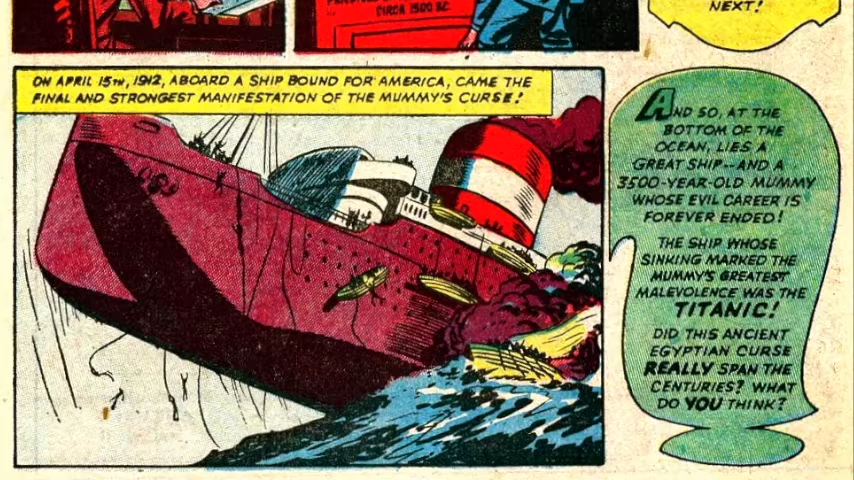 CIRCA 1500 B.C.
NEXT!
ON APRIL 15TH, 1912, ABOARD A SHIP BOUND FOR AMERICA, CAME THE
FINAL AND STRONGEST MANIFESTATION OF THE MUMMY'S CURSE!
AND SO, AT THE
BOTTOM OF THE
OCEAN, LIES A
GREAT SHIP--AND A
3500-YEAR-OLD MUMMY
WHOSE EVIL CAREER IS
FOREVER ENDED!
THE SHIP WHOSE
SINKING MARKED THE
MUMMY'S GREATEST
MALEVOLENCE WAS THE
TITANIC!
DID THIS ANCIENT
EGYPTIAN CURSE
REALLY SPAN THE
CENTURIES? WHAT
DO YOU THINK?